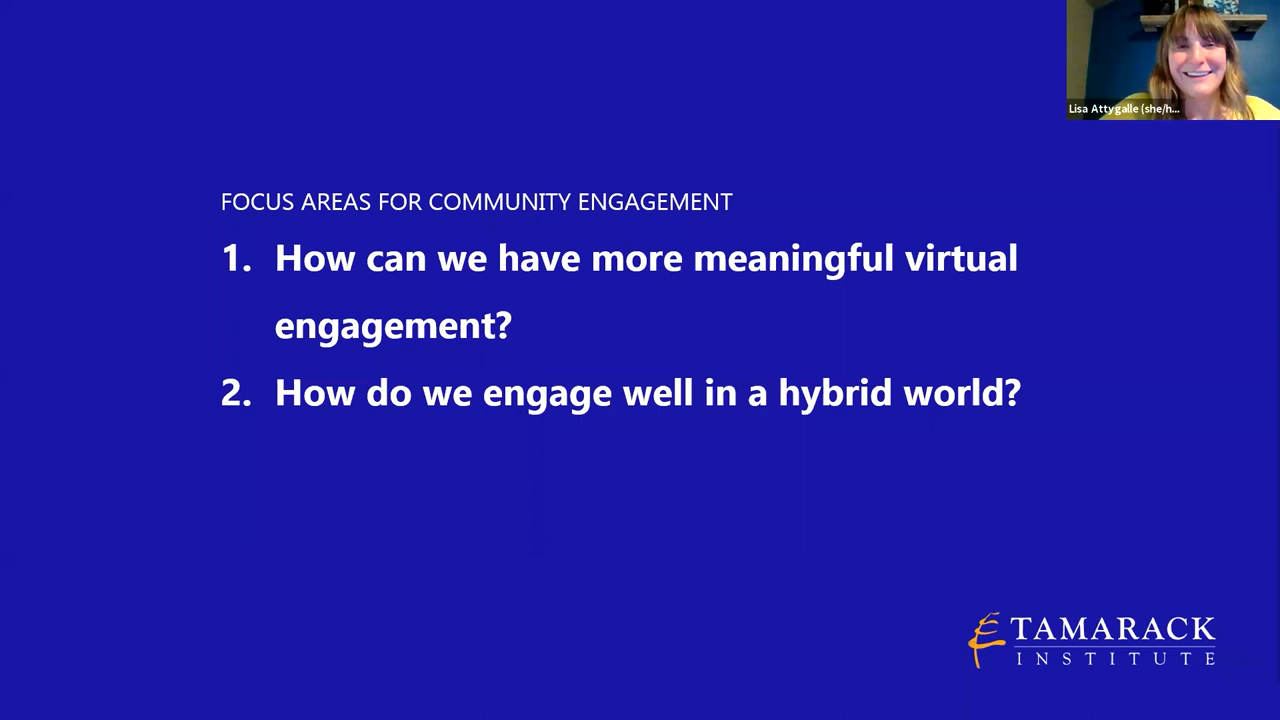 Lisa Attygalle (she/h...
FOCUS AREAS FOR COMMUNITY ENGAGEMENT
1. How can we have more meaningful virtual
engagement?
2. How do we engage well in a hybrid world?
TAMARACK
INSTITUTE